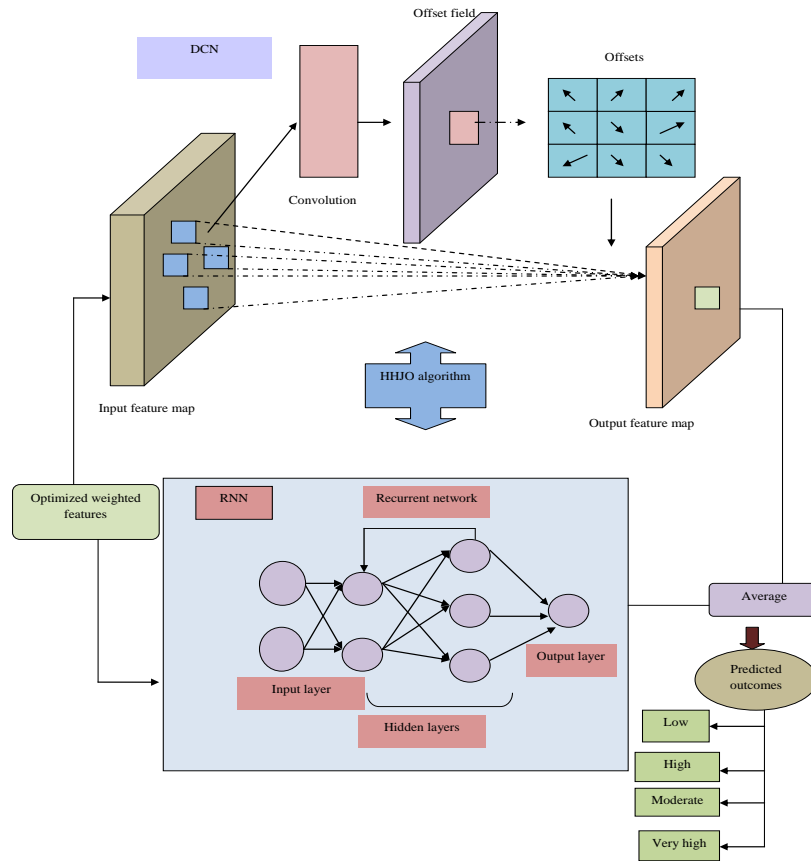 Offset field
DCN
Offsets
Convolution
HHJO algorithm
Input feature map
Output feature map
Optimized weighted
features
RNN
Recurrent network
Average
Output layer
Input layer
Predicted
outcomes
Hidden layers
Low
High
Moderate
Very high